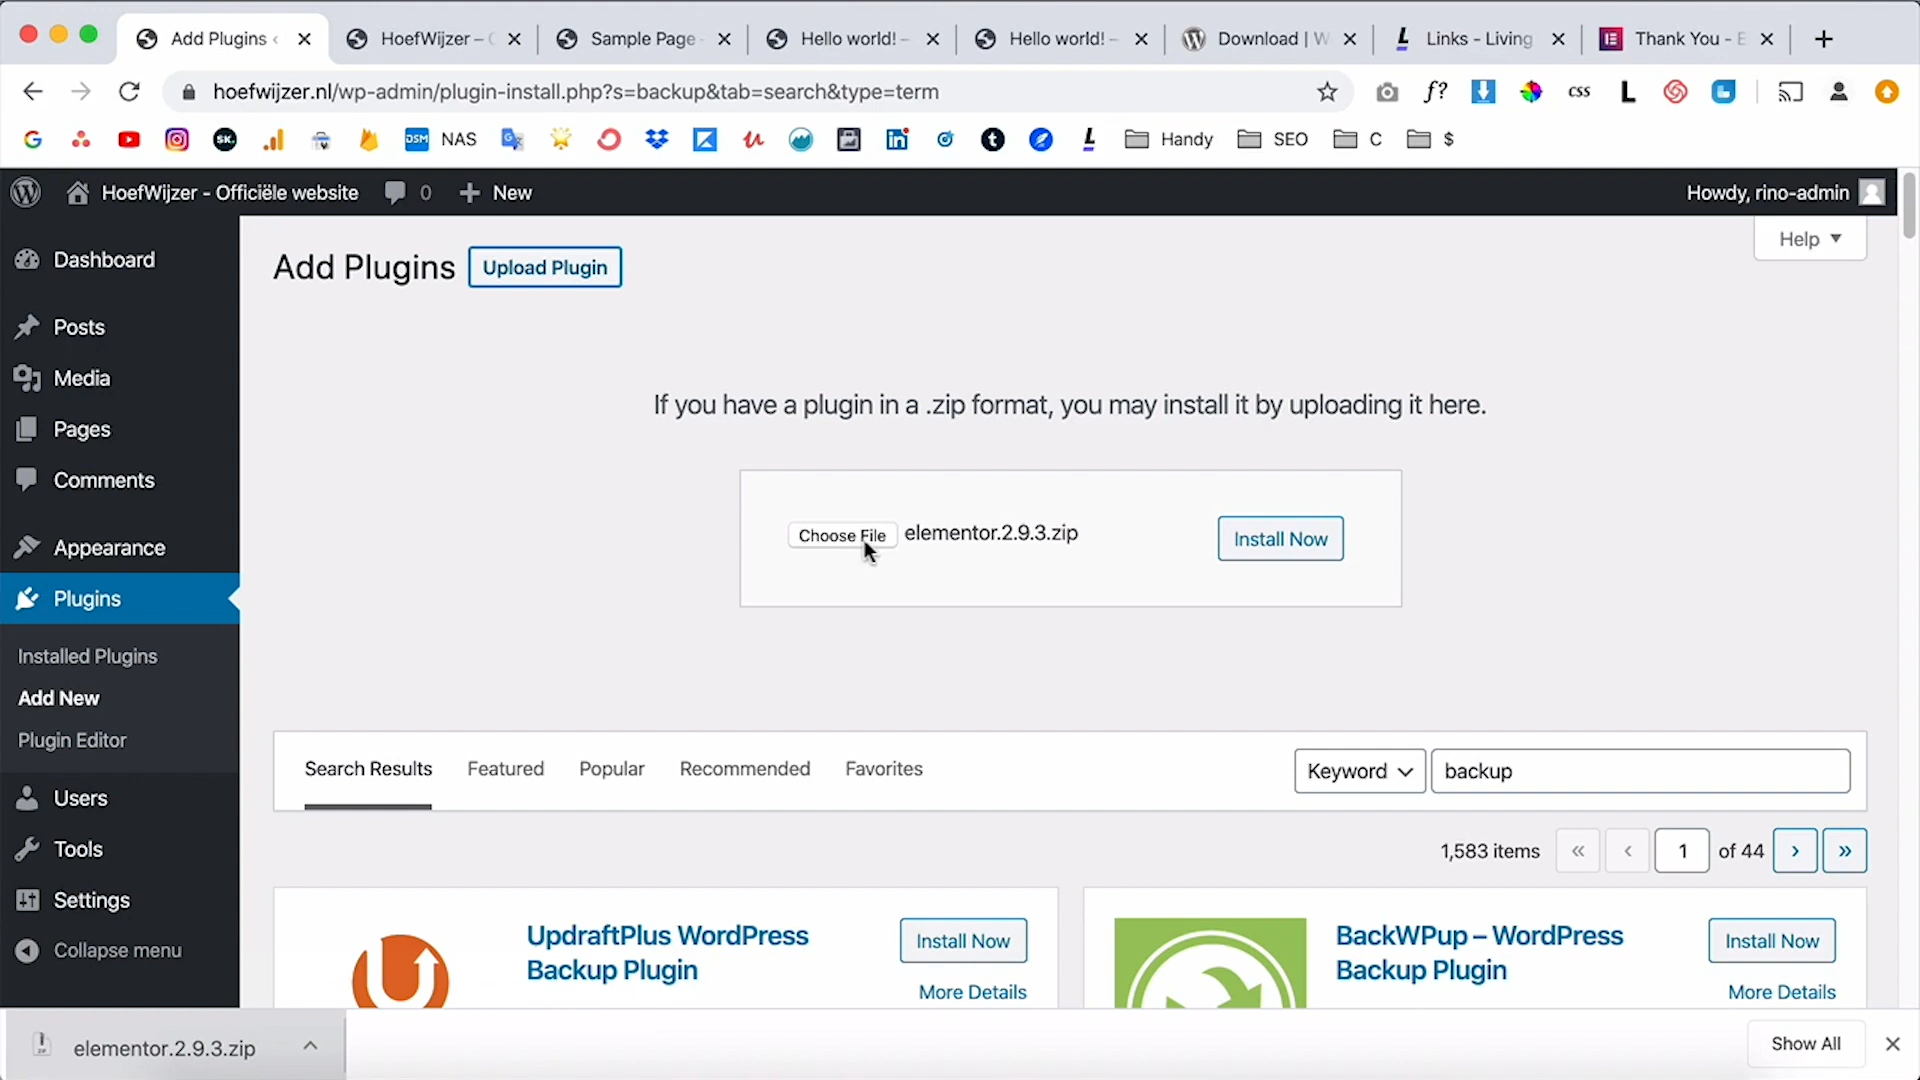 Add Plugins
HoefWijzer –
Sample Page
Hello world! –
Hello world! –
Download | W
Links - Living
Thank You - E
hoefwijzer.nl/wp-admin/plugin-install.php?s=backup&tab=search&type=term
f?
css
L
G
SK.
DSM NAS
Handy
SEO
C
$
HoefWijzer - Officiële website
0
New
Howdy, rino-admin
Dashboard
Posts
Media
Pages
Comments
Appearance
Plugins
Installed Plugins
Add New
Plugin Editor
Users
Tools
Settings
Collapse menu
Add Plugins
Upload Plugin
Help
If you have a plugin in a .zip format, you may install it by uploading it here.
Choose File elementor.2.9.3.zip
Install Now
Search Results
Featured
Popular
Recommended
Favorites
Keyword
backup
1,583 items « ‹ 1 of 44 › »
UpdraftPlus WordPress
Backup Plugin
Install Now
More Details
BackWPup – WordPress
Backup Plugin
Install Now
More Details
elementor.2.9.3.zip
Show All